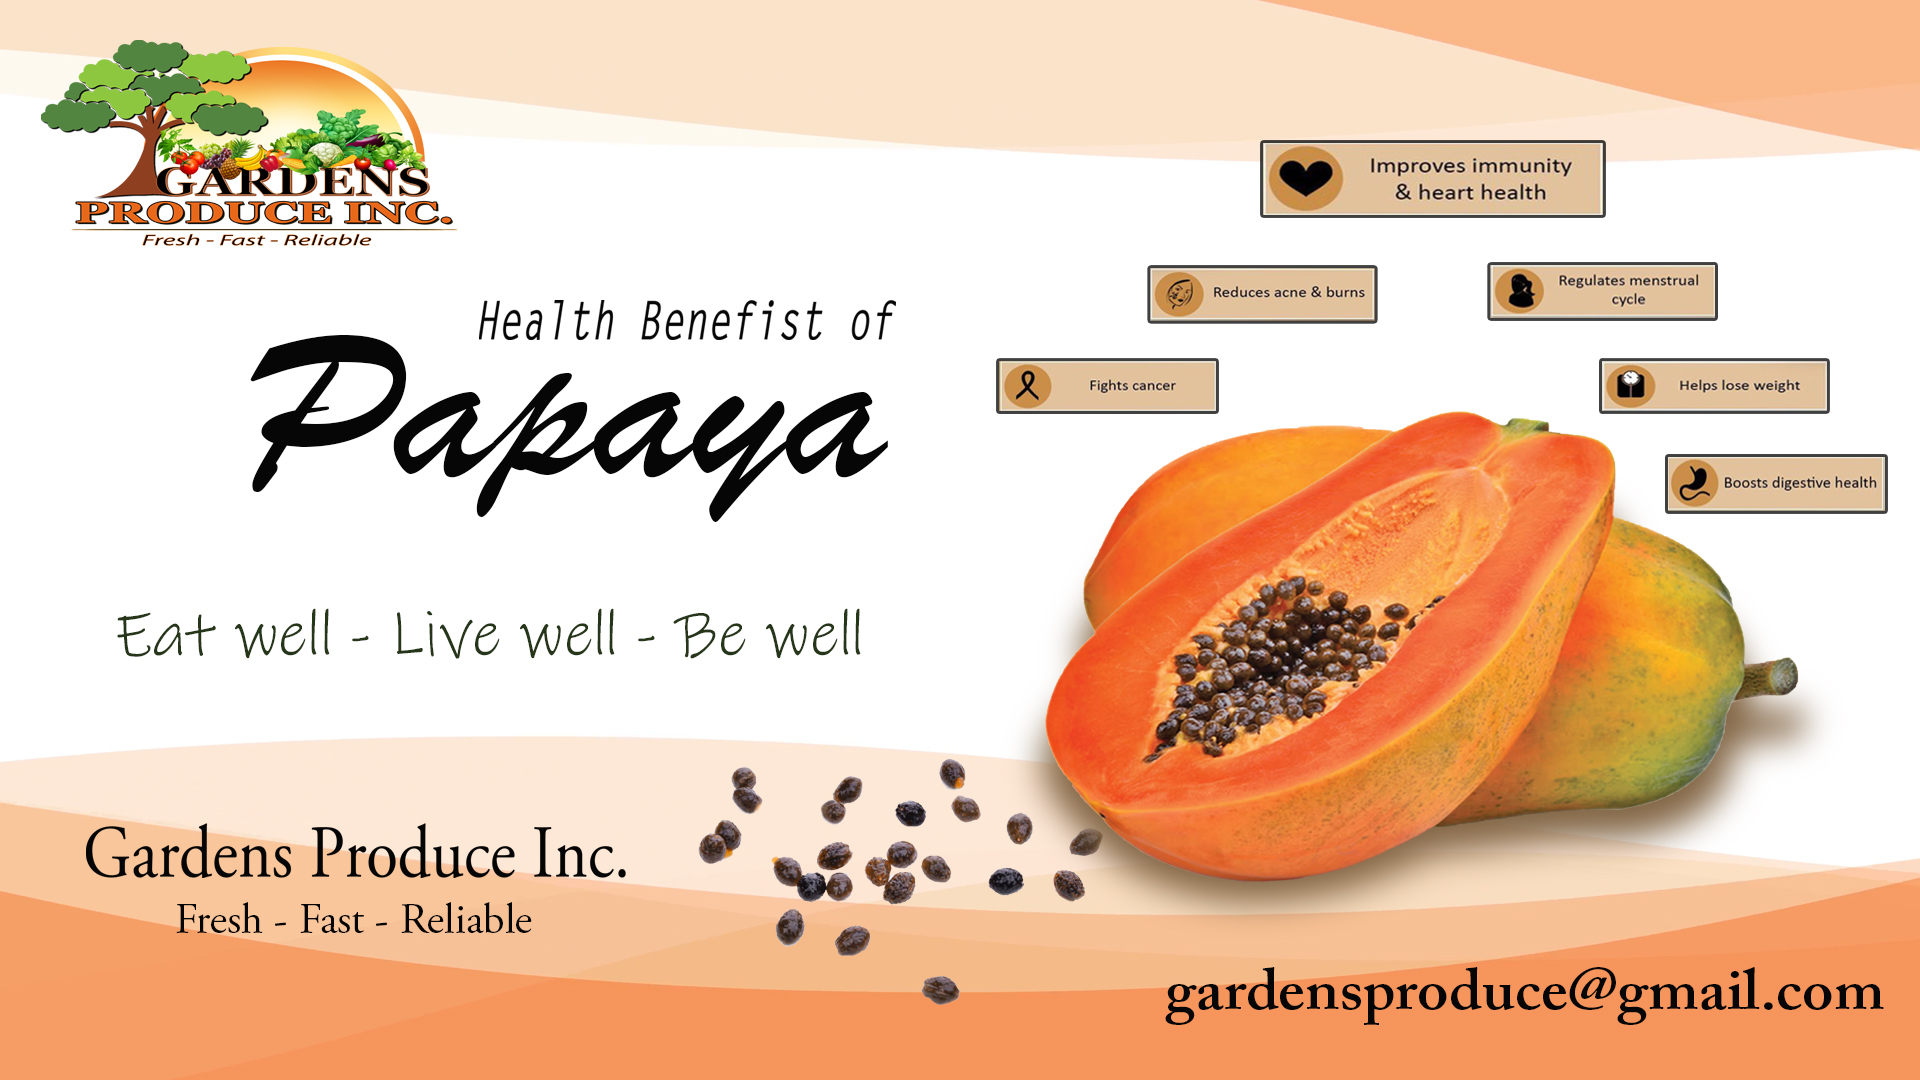 GARDENS
PRODUCE INC.
Fresh - Fast - Reliable
Health Benefist of
Papaya
Eat well - Live well - Be well
Improves immunity
& heart health
Reduces acne & burns
Regulates menstrual
cycle
Fights cancer
Helps lose weight
Boosts digestive health
Gardens Produce Inc.
Fresh - Fast - Reliable
gardensproduce@gmail.com